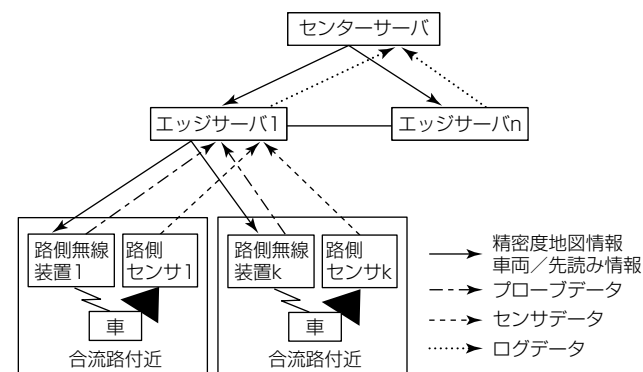 センターサーバ
エッジサーバ1
エッジサーバn
路側無線
装置1
路側
センサ1
車
合流路付近
路側無線
装置k
路側
センサk
車
合流路付近
精密度地図情報
車両／先読み情報
プローブデータ
センサデータ
ログデータ